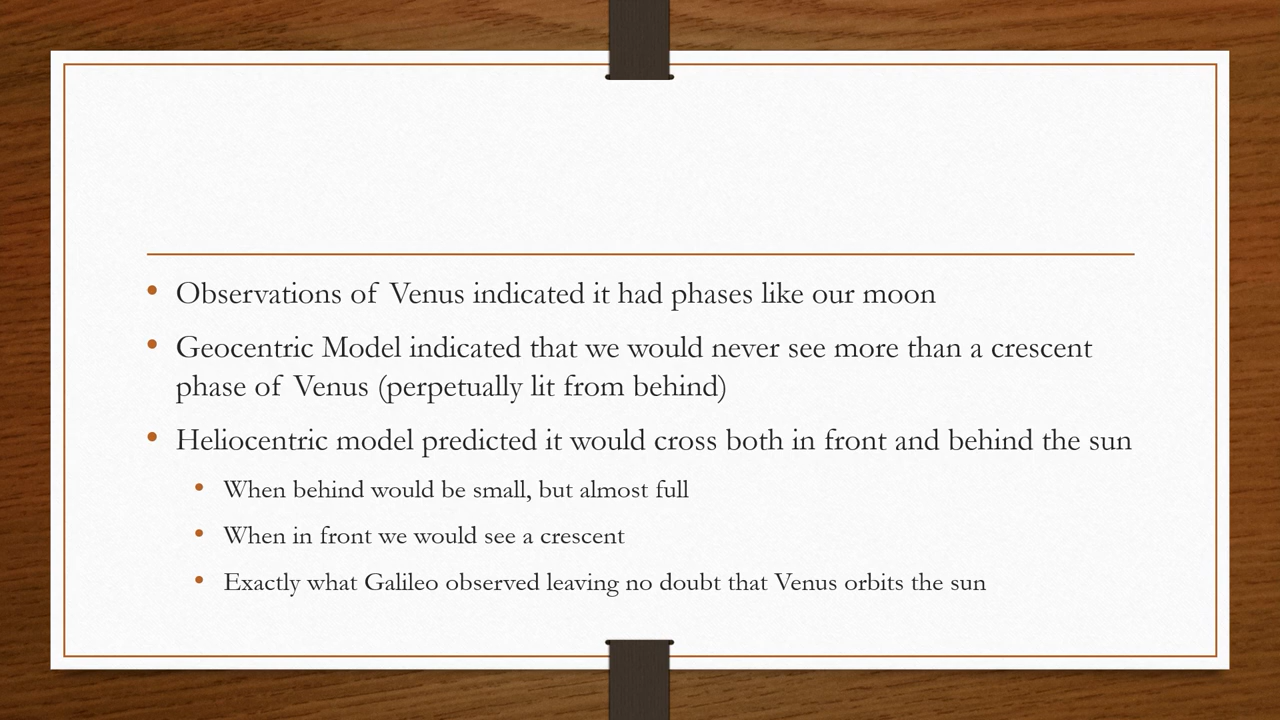 • Observations of Venus indicated it had phases like our moon
• Geocentric Model indicated that we would never see more than a crescent
phase of Venus (perpetually lit from behind)
• Heliocentric model predicted it would cross both in front and behind the sun
• When behind would be small, but almost full
• When in front we would see a crescent
• Exactly what Galileo observed leaving no doubt that Venus orbits the sun